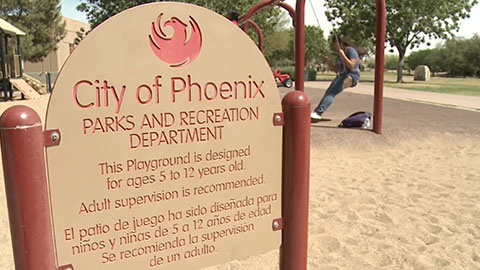 City of Phoenix
PARKS AND RECREATION
DEPARTMENT
This Playground is designed
for ages 5 to 12 years old.
Adult supervision is recommended.
El patio de juego ha sido diseñada para
niños y niñas de 5 a 12 años de edad.
Se recomienda la supervisión
de un adulto.